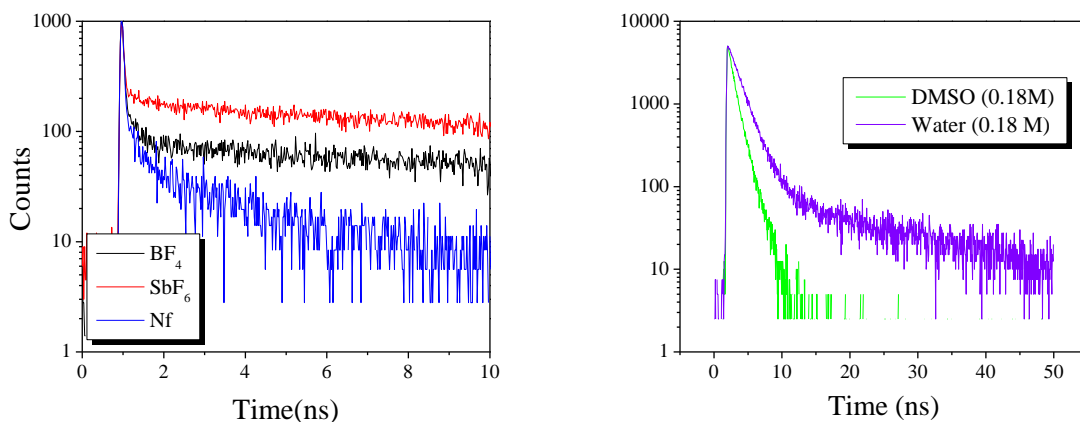 1000
100
10
1
Counts
BF4
SbF6
Nf
0 2 4 6 8 10
Time(ns)
10000
1000
100
10
1
DMSO (0.18M)
Water (0.18 M)
0 10 20 30 40 50
Time (ns)